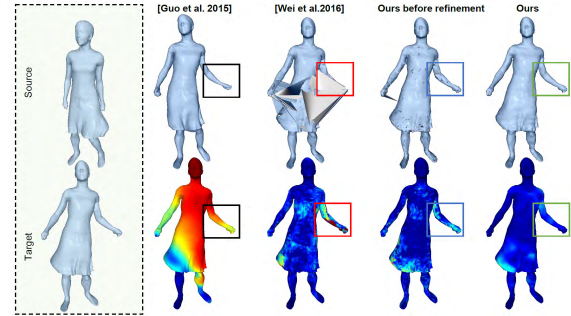 [Guo et al. 2015] [Wei et al.2016] Ours before refinement Ours
Source
Target